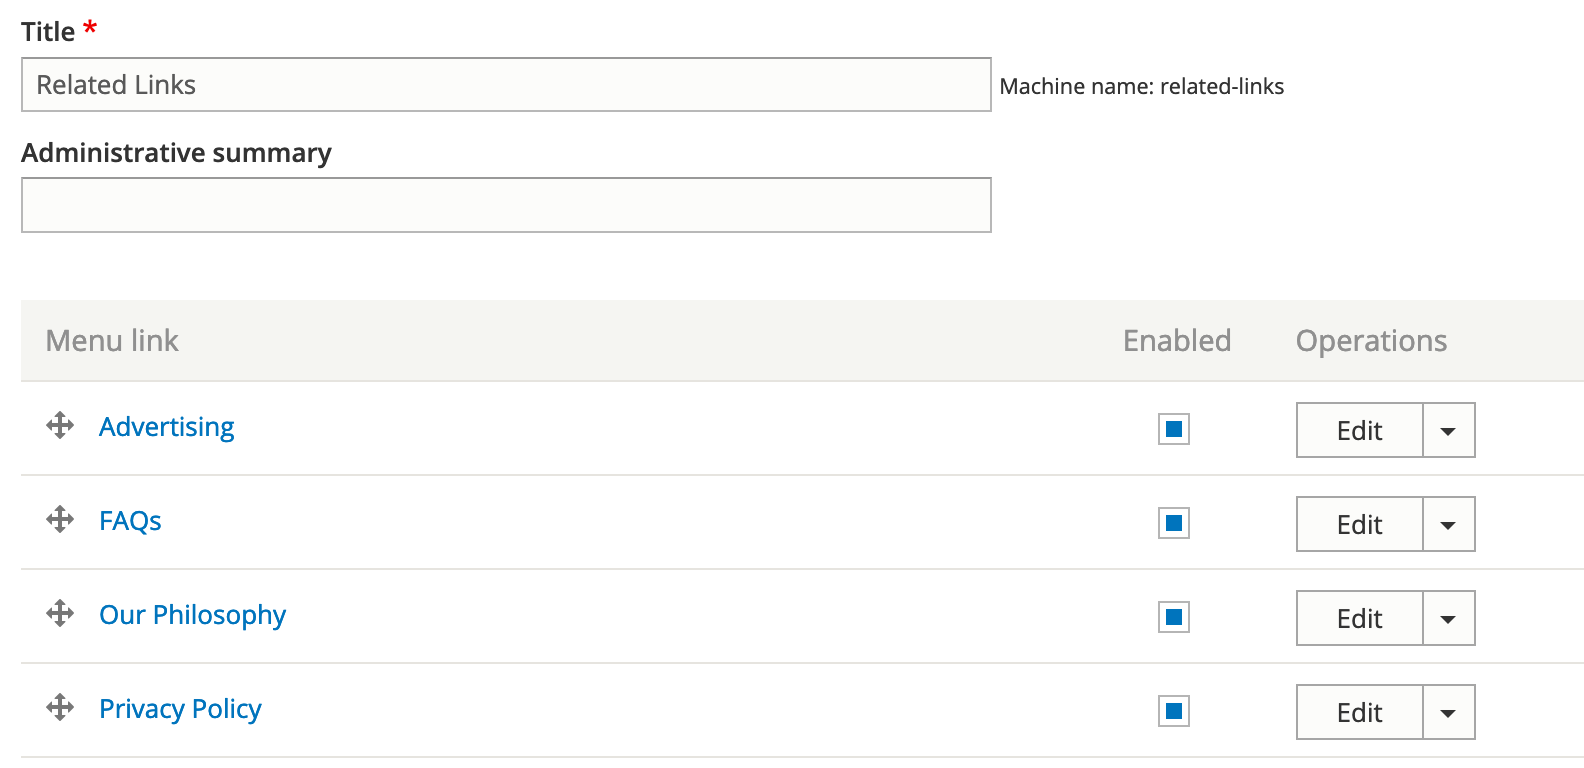 Title *
Related Links Machine name: related-links
Administrative summary
Menu link Enabled Operations
Advertising Edit
FAQs Edit
Our Philosophy Edit
Privacy Policy Edit